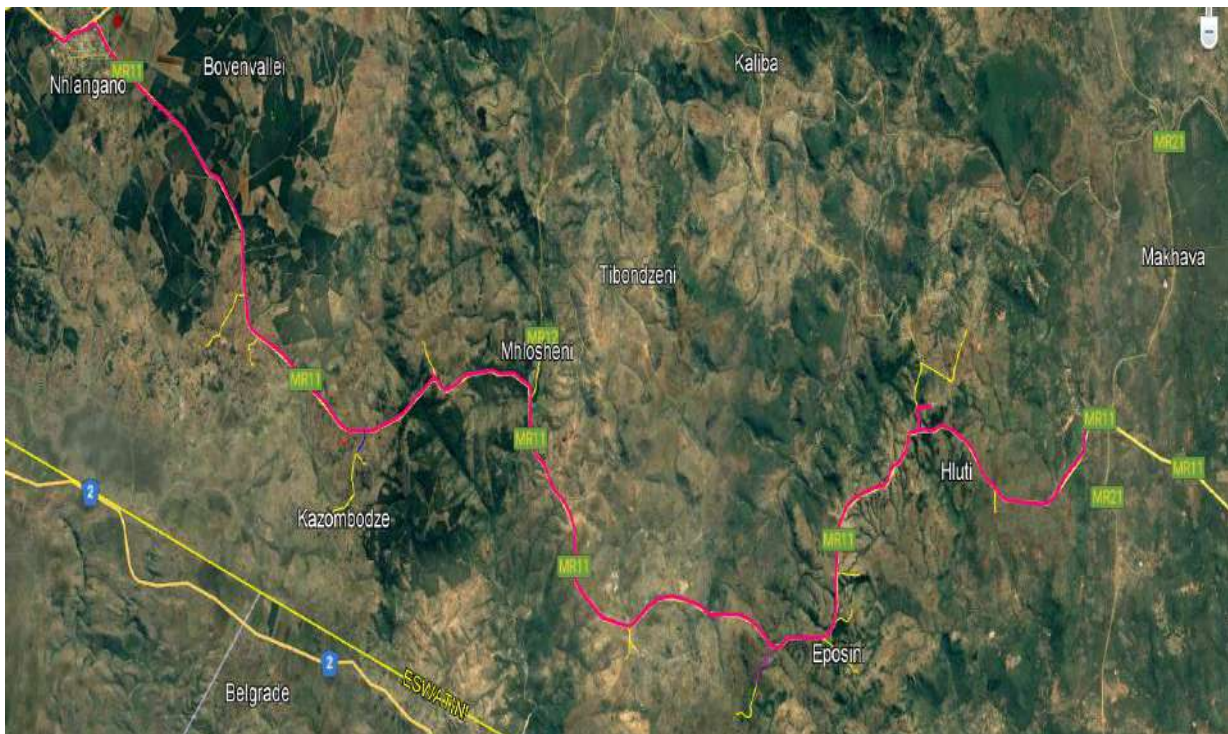 Bovenvallei
Kaliba
MR11
Nhlangano
MR21
Makhava
Tibondzeni
MR12
Mhlosheni
MR11
MR11
MR11
Hluti
MR11
2
MR21
Kazombodze
MR11
MR11
Eposini
2
ESWATINI
Belgrade